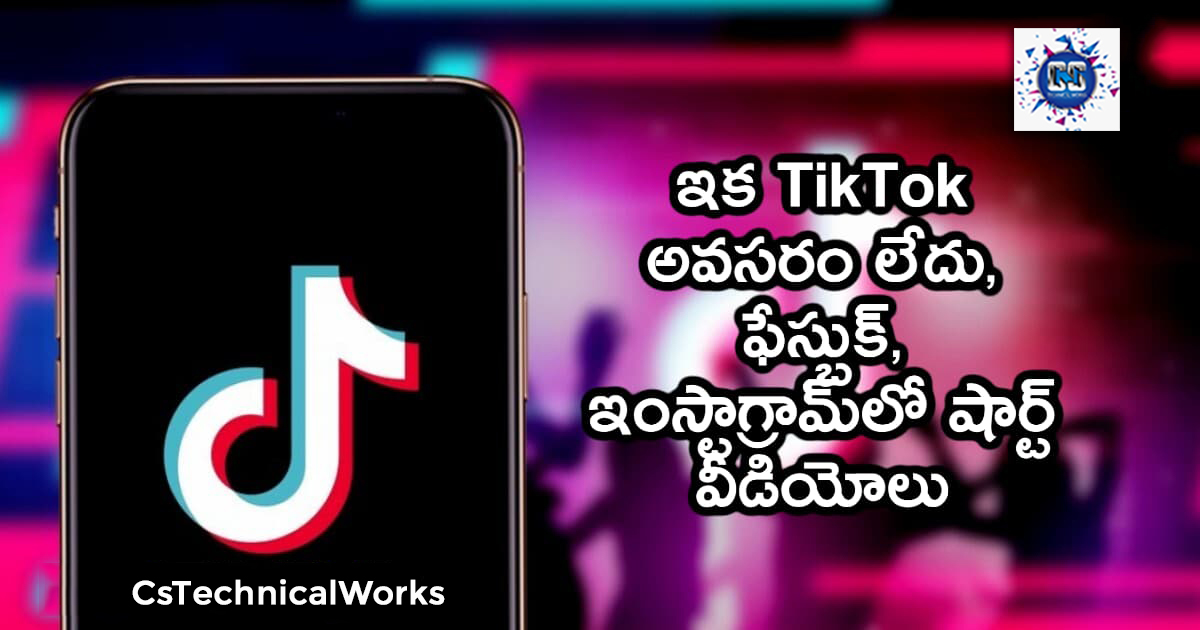 ఇక TikTok
అవసరం లేదు,
ఫేస్బుక్,
ఇంస్టాగ్రామ్‌లో షార్ట్
వీడియోలు
CsTechnicalWorks